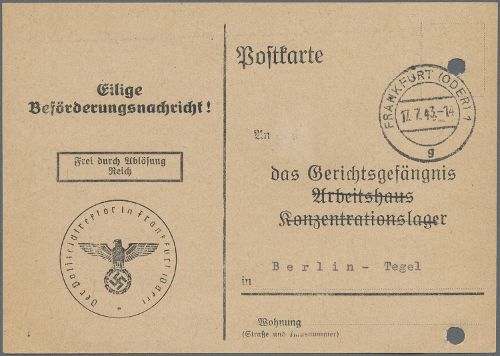 Eilige
Beförderungsnachricht!
Frei durch Ablösung
Reich
Der Polizeidirektor in Frankfurt (Oder)
Postkarte
FRANKFURT (ODER) 1
17.7.43.-14
g
An
das Gerichtsgefängnis
Arbeitshaus
Konzentrationslager
Berlin - Tegel
in
Wohnung
(Straße und Hausnummer)